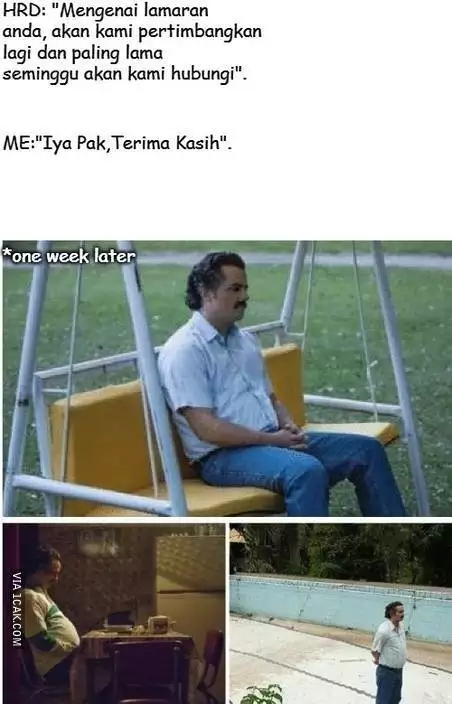 HRD: "Mengenai lamaran
anda, akan kami pertimbangkan
lagi dan paling lama
seminggu akan kami hubungi".
ME:"Iya Pak,Terima Kasih".
*one week later
VIA 1CAK.COM